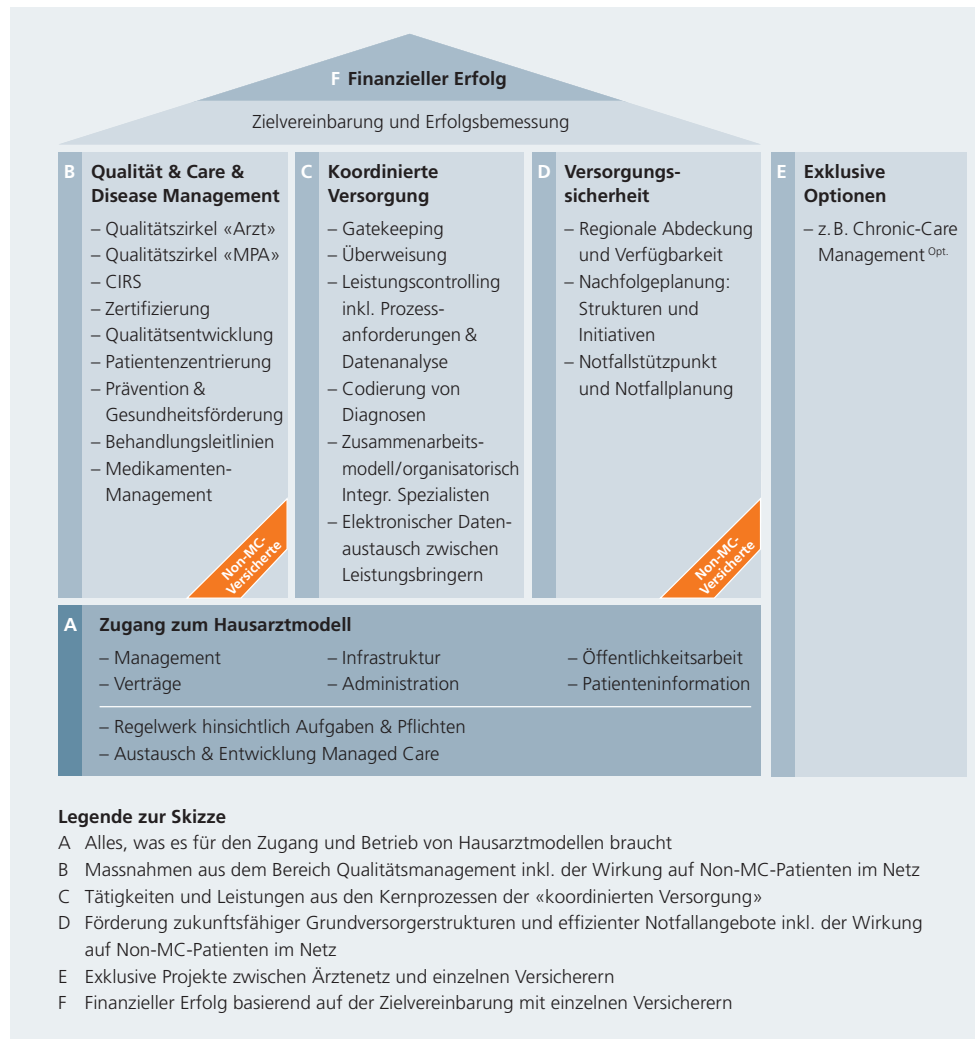 F Finanzieller Erfolg
Zielvereinbarung und Erfolgsbemessung
B Qualität & Care &
Disease Management
– Qualitätszirkel «Arzt»
– Qualitätszirkel «MPA»
– CIRS
– Zertifizierung
– Qualitätsentwicklung
– Patientenzentrierung
– Prävention &
Gesundheitsförderung
– Behandlungsleitlinien
– Medikamenten-
Management
Non-MC-
Versicherte
C Koordinierte
Versorgung
– Gatekeeping
– Überweisung
– Leistungscontrolling
inkl. Prozess-
anforderungen &
Datenanalyse
– Codierung von
Diagnosen
– Zusammenarbeits-
modell/organisatorisch
Integr. Spezialisten
– Elektronischer Daten-
austausch zwischen
Leistungsbringern
D Versorgungs-
sicherheit
– Regionale Abdeckung
und Verfügbarkeit
– Nachfolgeplanung:
Strukturen und
Initiativen
– Notfallstützpunkt
und Notfallplanung
Non-MC-
Versicherte
E Exklusive
Optionen
– z. B. Chronic-Care
Management Opt.
A Zugang zum Hausarztmodell
– Management – Infrastruktur – Öffentlichkeitsarbeit
– Verträge – Administration – Patienteninformation
– Regelwerk hinsichtlich Aufgaben & Pflichten
– Austausch & Entwicklung Managed Care
Legende zur Skizze
A Alles, was es für den Zugang und Betrieb von Hausarztmodellen braucht
B Massnahmen aus dem Bereich Qualitätsmanagement inkl. der Wirkung auf Non-MC-Patienten im Netz
C Tätigkeiten und Leistungen aus den Kernprozessen der «koordinierten Versorgung»
D Förderung zukunftsfähiger Grundversorgerstrukturen und effizienter Notfallangebote inkl. der Wirkung
auf Non-MC-Patienten im Netz
E Exklusive Projekte zwischen Ärztenetz und einzelnen Versicherern
F Finanzieller Erfolg basierend auf der Zielvereinbarung mit einzelnen Versicherern